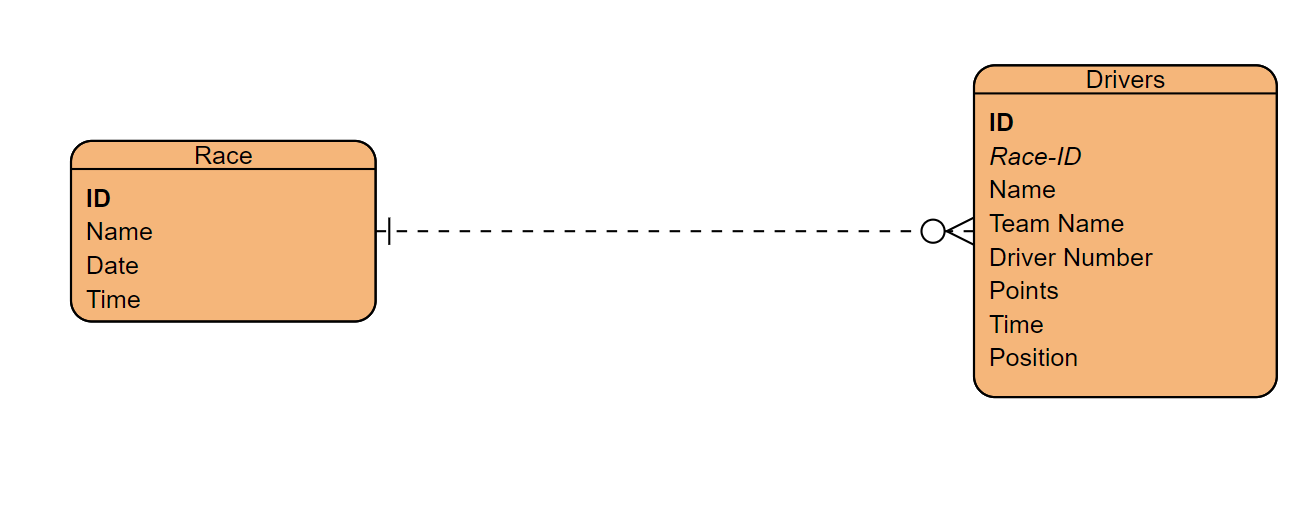 Race
ID
Name
Date
Time
Drivers
ID
Race-ID
Name
Team Name
Driver Number
Points
Time
Position